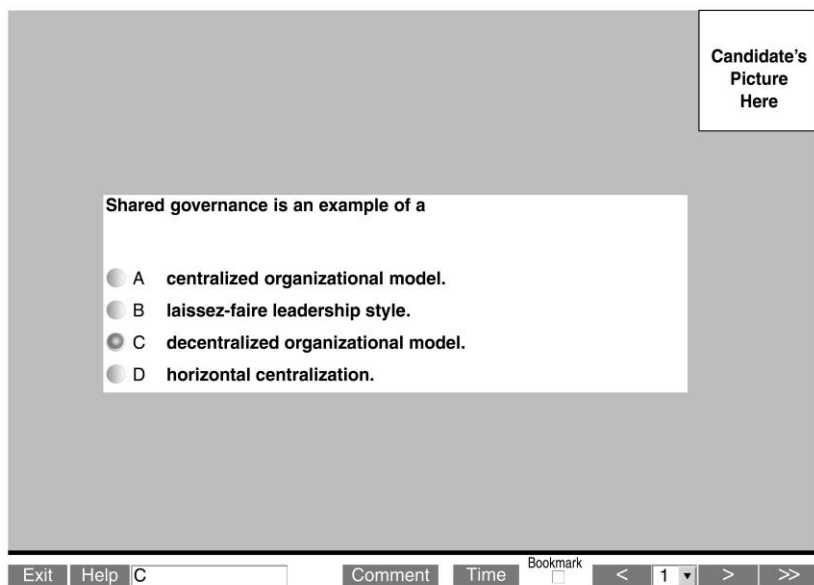 Candidate's
Picture
Here
Shared governance is an example of a
A centralized organizational model.
B laissez-faire leadership style.
C decentralized organizational model.
D horizontal centralization.
Bookmark
Exit Help C Comment Time < 1 > >>